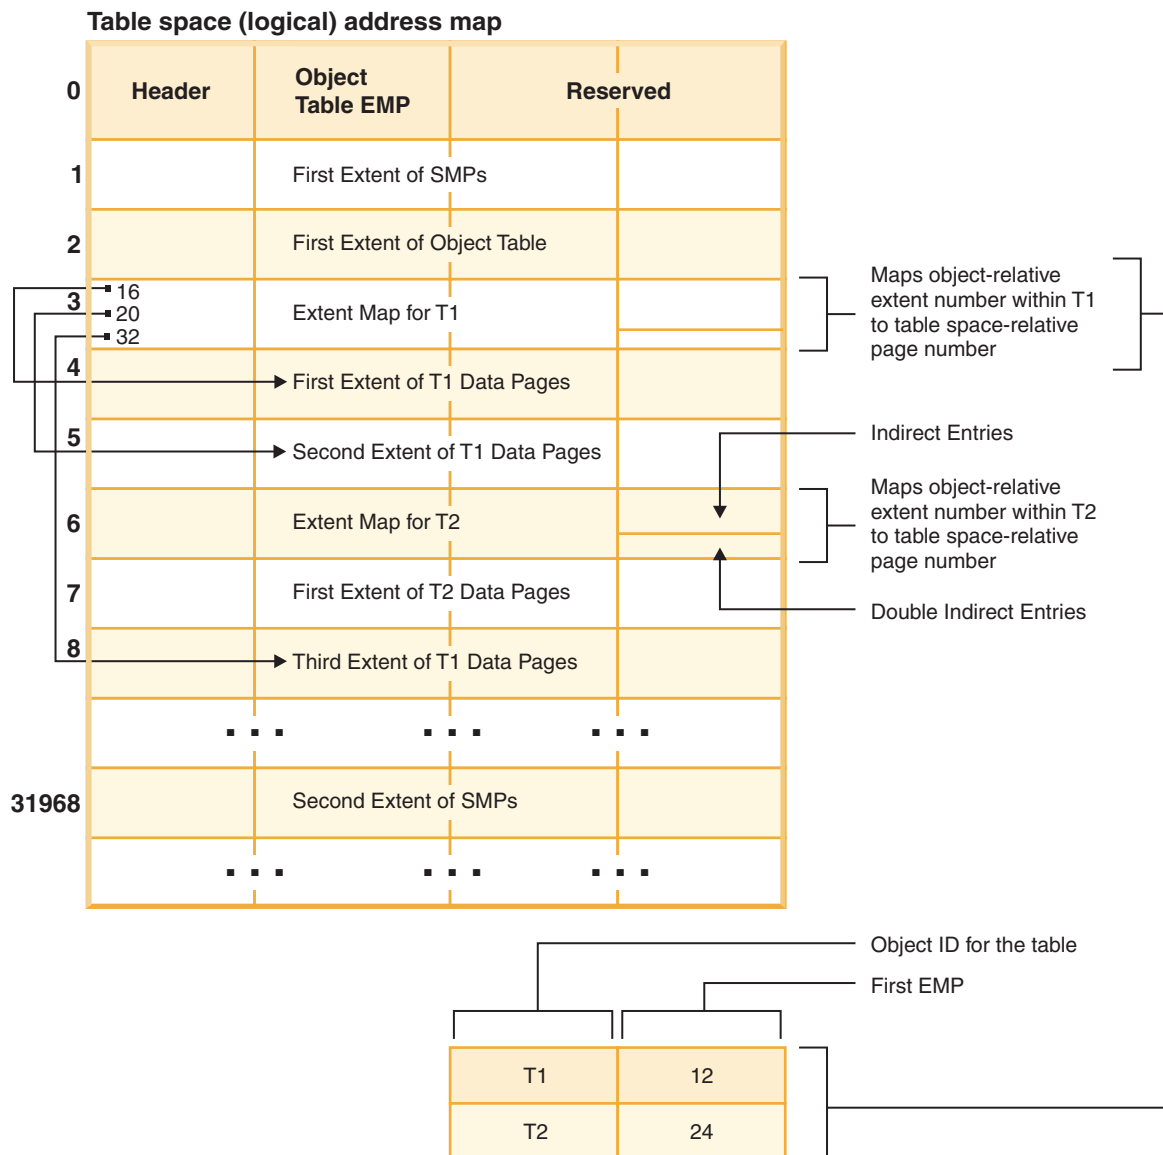 Table space (logical) address map
0
Header
Object
Table EMP
Reserved
1
First Extent of SMPs
2
First Extent of Object Table
3
16
20
32
Extent Map for T1
Maps object-relative
extent number within T1
to table space-relative
page number
4
First Extent of T1 Data Pages
5
Second Extent of T1 Data Pages
Indirect Entries
6
Extent Map for T2
Maps object-relative
extent number within T2
to table space-relative
page number
7
First Extent of T2 Data Pages
Double Indirect Entries
8
Third Extent of T1 Data Pages
31968
Second Extent of SMPs
Object ID for the table
First EMP
T1
12
T2
24